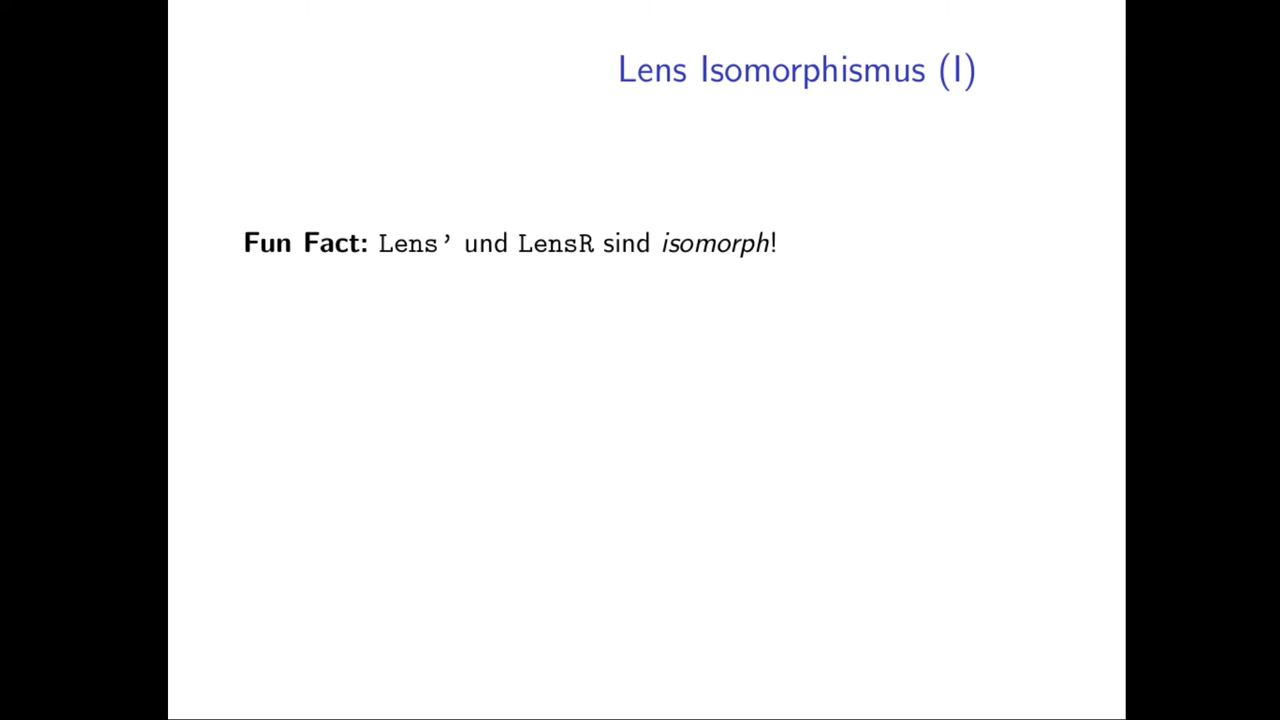 Lens Isomorphismus (I)
Fun Fact: Lens’ und LensR sind isomorph!